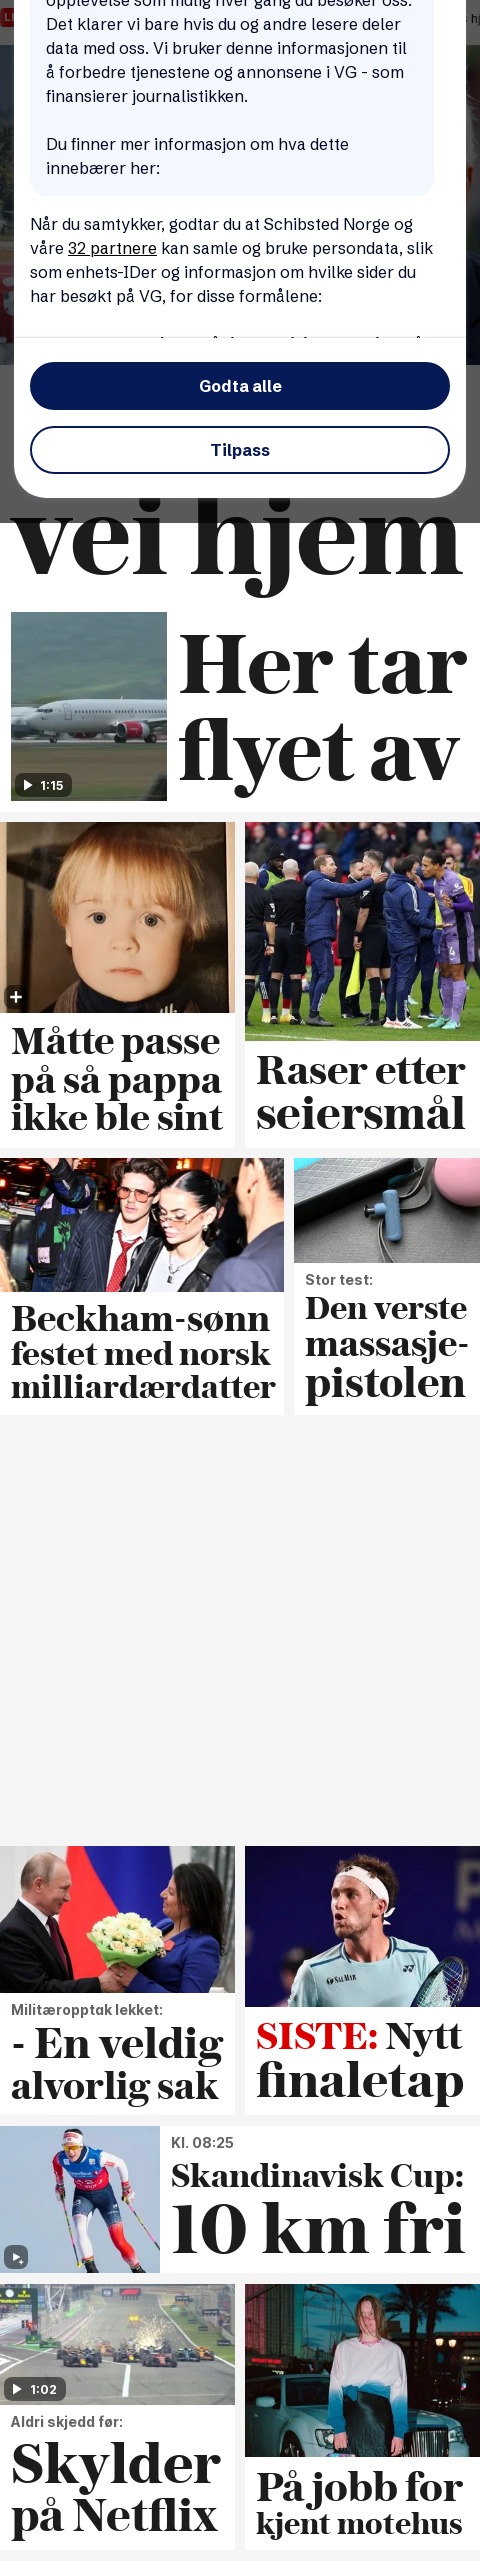 opplevelse som mulig hver gang du besøker oss.
Det klarer vi bare hvis du og andre lesere deler
data med oss. Vi bruker denne informasjonen til
å forbedre tjenestene og annonsene i VG - som
finansierer journalistikken.
Du finner mer informasjon om hva dette
innebærer her:
Når du samtykker, godtar du at Schibsted Norge og
våre 32 partnere kan samle og bruke persondata, slik
som enhets-IDer og informasjon om hvilke sider du
har besøkt på VG, for disse formålene:
Godta alle
Tilpass
vei hjem
Her tar
flyet av
1:15
Måtte passe
på så pappa
ikke ble sint
Raser etter
seiersmål
Beckham-sønn
festet med norsk
milliardærdatter
Stor test:
Den verste
massasje-
pistolen
Militæropptak lekket:
- En veldig
alvorlig sak
SISTE: Nytt
finaletap
Kl. 08:25
Skandinavisk Cup:
10 km fri
1:02
Aldri skjedd før:
Skylder
på Netflix
På jobb for
kjent motehus